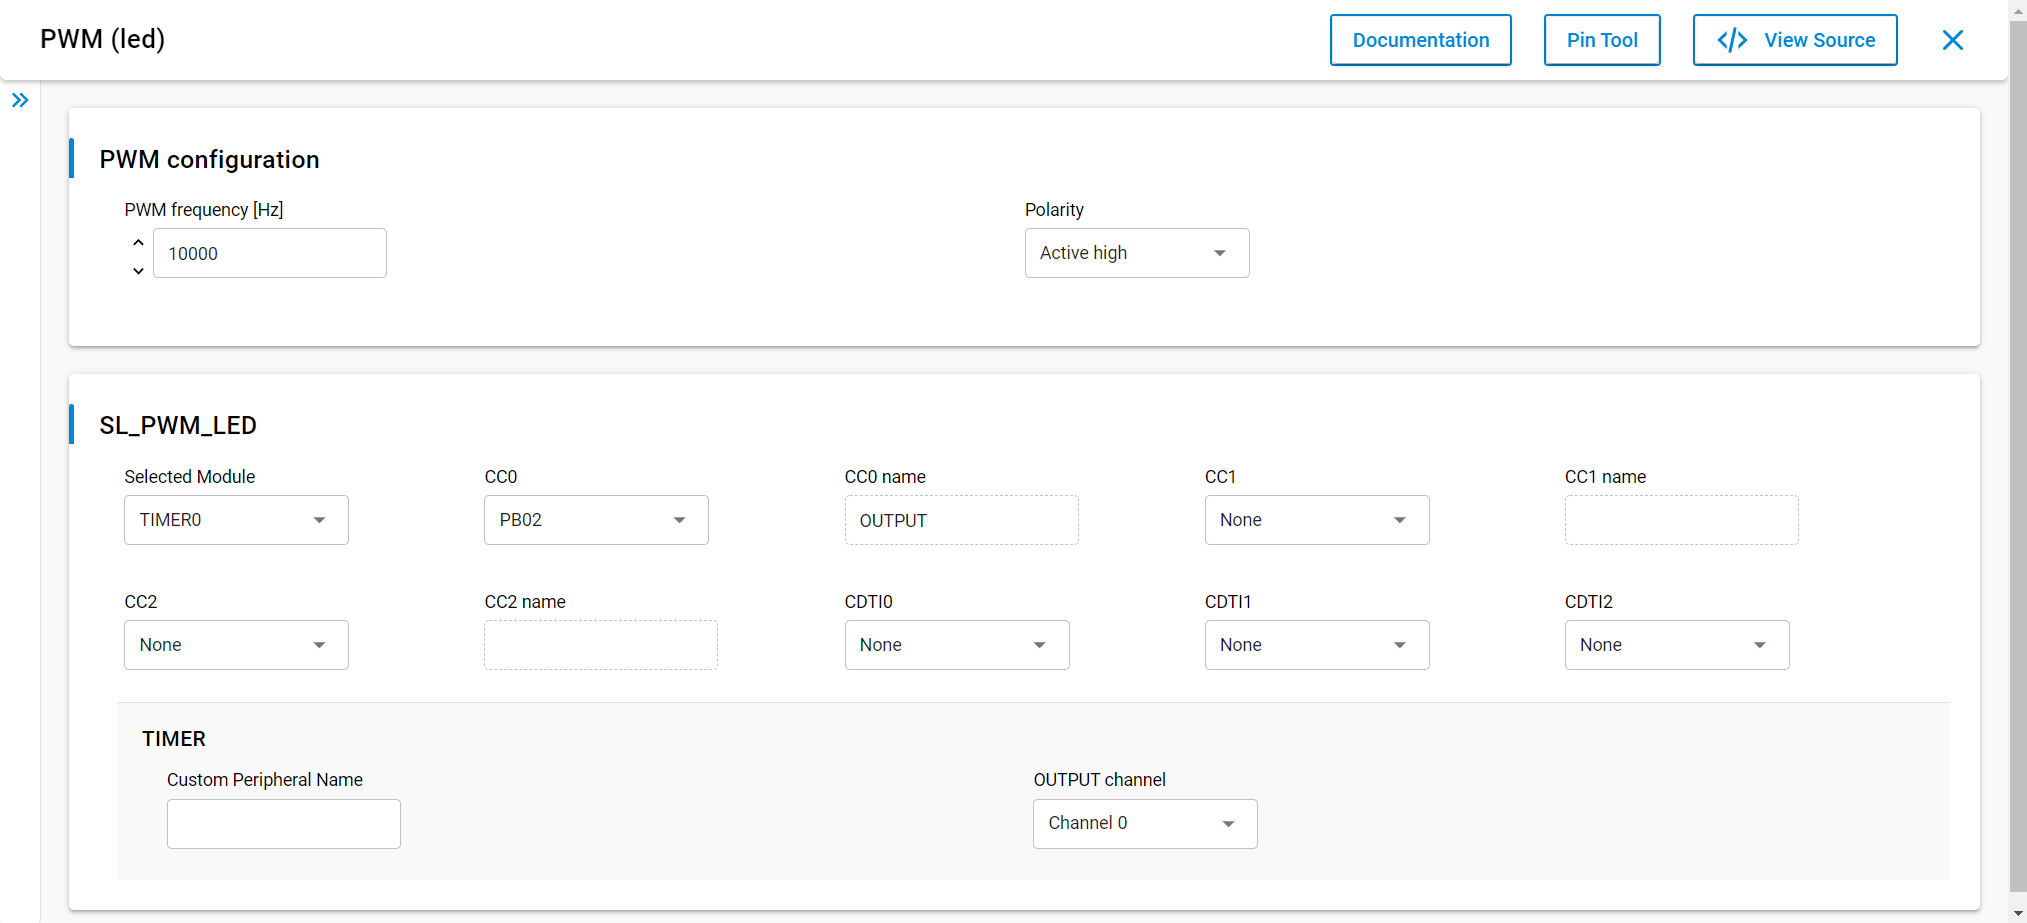 PWM (led)
Documentation
Pin Tool
</> View Source
PWM configuration
PWM frequency [Hz]
Polarity
10000
Active high
SL_PWM_LED
Selected Module
CC0
CC0 name
CC1
CC1 name
TIMER0
PB02
OUTPUT
None
CC2
CC2 name
CDTI0
CDTI1
CDTI2
None
None
None
None
TIMER
Custom Peripheral Name
OUTPUT channel
Channel 0